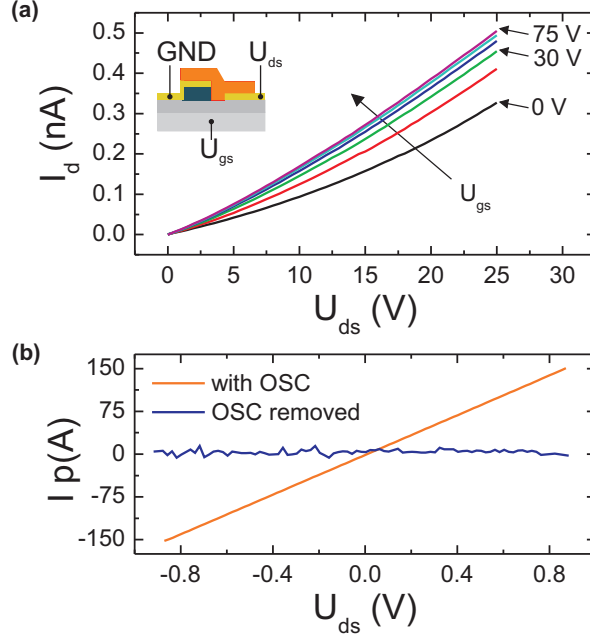 (a)
0.5
0.4
0.3
0.2
0.1
0.0
I_d (nA)
GND
U_ds
U_gs
75 V
30 V
0 V
U_gs
0 5 10 15 20 25 30
U_ds (V)
(b)
150
75
0
-75
-150
I p(A)
with OSC
OSC removed
-0.8 -0.4 0.0 0.4 0.8
U_ds (V)